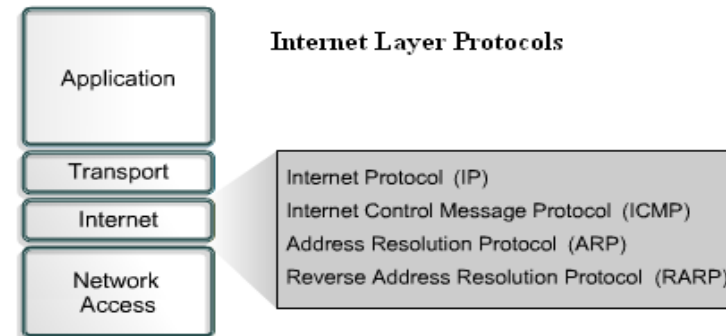 Internet Layer Protocols
Application
Transport
Internet
Network
Access
Internet Protocol (IP)
Internet Control Message Protocol (ICMP)
Address Resolution Protocol (ARP)
Reverse Address Resolution Protocol (RARP)